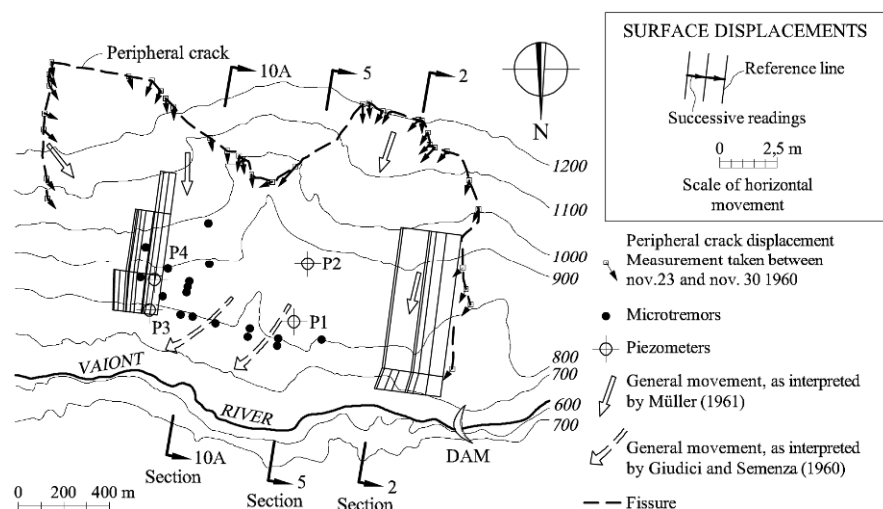 Peripheral crack
10A
5
2
N
1200
1100
1000
900
800
700
600
700
P4
P2
P3
P1
VAIONT
RIVER
DAM
10A
Section
5
Section
2
Section
0 200 400 m
SURFACE DISPLACEMENTS
Reference line
Successive readings
0 2,5 m
Scale of horizontal
movement
Peripheral crack displacement
Measurement taken between
nov.23 and nov. 30 1960
Microtremors
Piezometers
General movement, as interpreted
by Müller (1961)
General movement, as interpreted
by Giudici and Semenza (1960)
Fissure